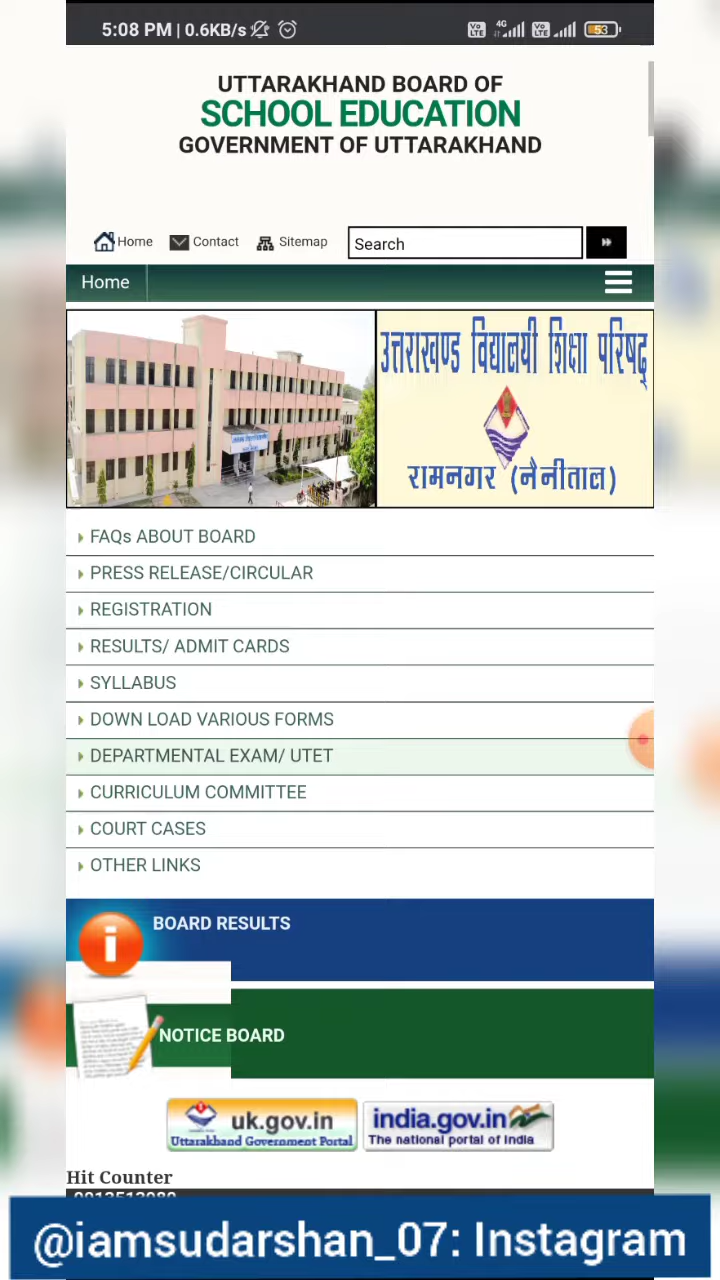 5:08 PM | 0.6KB/s
4G
53
UTTARAKHAND BOARD OF
SCHOOL EDUCATION
GOVERNMENT OF UTTARAKHAND
Home Contact Sitemap Search
Home
उत्तराखण्ड विद्यालयी शिक्षा परिषद्
रामनगर (नैनीताल)
FAQs ABOUT BOARD
PRESS RELEASE/CIRCULAR
REGISTRATION
RESULTS/ ADMIT CARDS
SYLLABUS
DOWN LOAD VARIOUS FORMS
DEPARTMENTAL EXAM/ UTET
CURRICULUM COMMITTEE
COURT CASES
OTHER LINKS
BOARD RESULTS
NOTICE BOARD
uk.gov.in
Uttarakhand Government Portal
india.gov.in
The national portal of India
Hit Counter
@iamsudarshan_07: Instagram